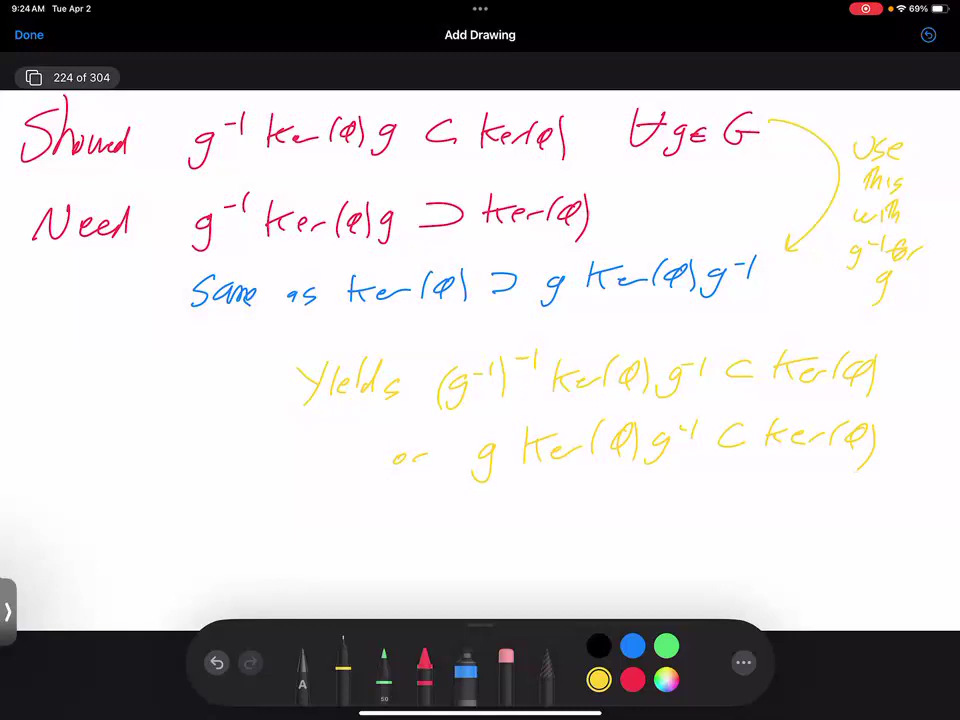 9:24 AM Tue Apr 2
69%
Done
Add Drawing
224 of 304
Showed g⁻¹ Ker(φ) g ⊂ Ker(φ) ∀g∈G
Need g⁻¹ Ker(φ) g ⊃ Ker(φ)
Same as Ker(φ) ⊃ g Ker(φ) g⁻¹
Use
this
with
g⁻¹ for
g
Yields (g⁻¹)⁻¹ Ker(φ) g⁻¹ ⊂ Ker(φ)
or g Ker(φ) g⁻¹ ⊂ Ker(φ)
A
50